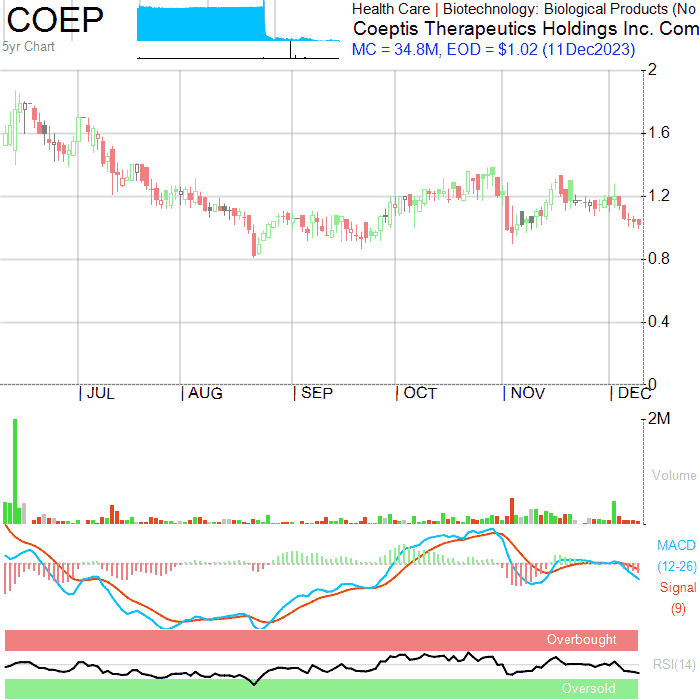 COEP
5yr Chart
Health Care | Biotechnology: Biological Products (No
Coeptis Therapeutics Holdings Inc. Com
MC = 34.8M, EOD = $1.02 (11Dec2023)
2
1.6
1.2
0.8
0.4
0
| JUL | AUG | SEP | OCT | NOV | DEC
2M
Volume
MACD
(12-26)
Signal
(9)
Overbought
RSI(14)
Oversold